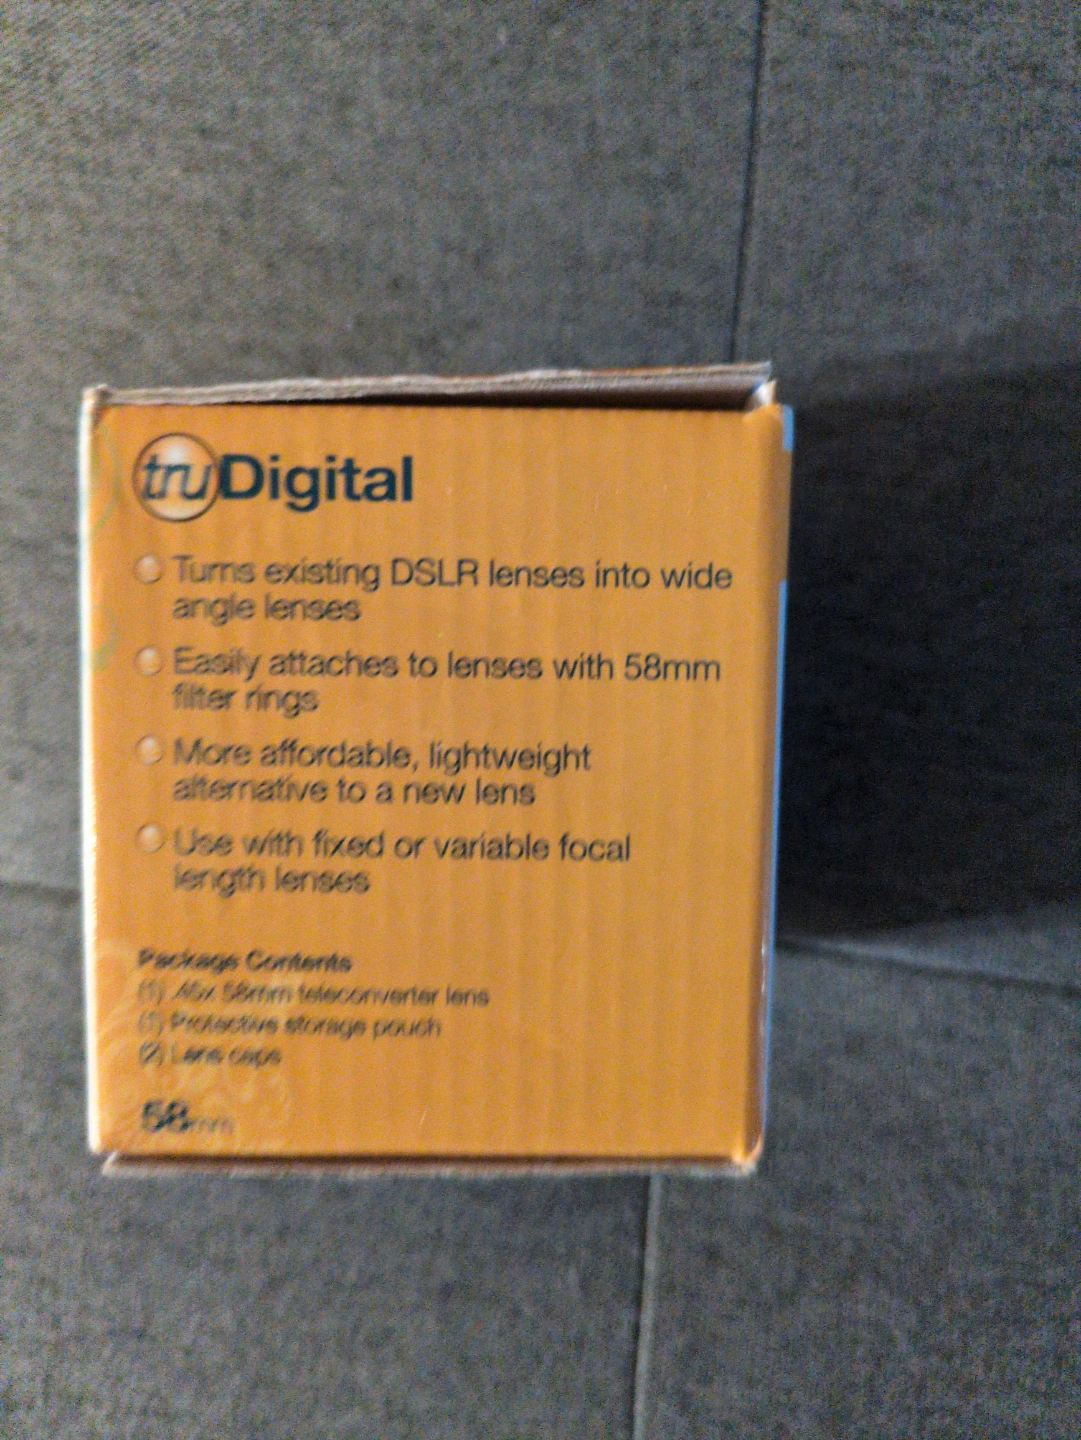 truDigital
Turns existing DSLR lenses into wide
angle lenses
Easily attaches to lenses with 58mm
filter rings
More affordable, lightweight
alternative to a new lens
Use with fixed or variable focal
length lenses
Package Contents
(1) .45x 58mm teleconverter lens
(1) Protective storage pouch
(2) Lens caps
58mm